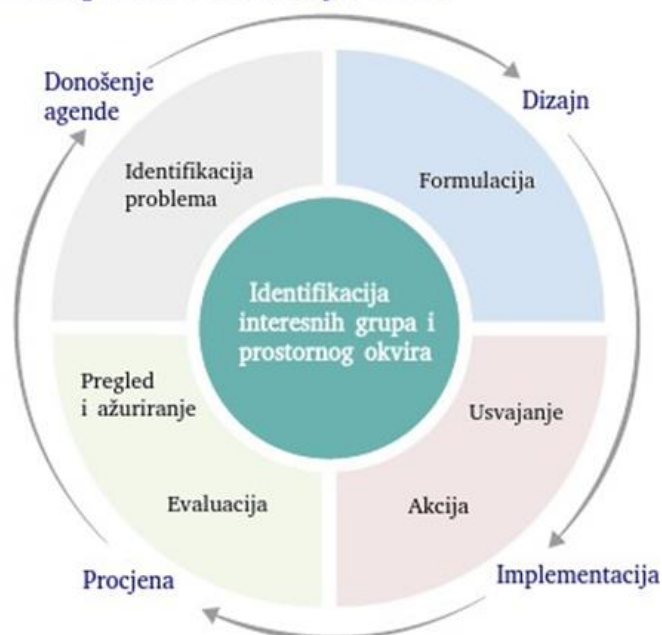 Donošenje
agende
Dizajn
Identifikacija
problema
Formulacija
Identifikacija
interesnih grupa i
prostornog okvira
Pregled
i ažuriranje
Usvajanje
Evaluacija
Akcija
Procjena
Implementacija